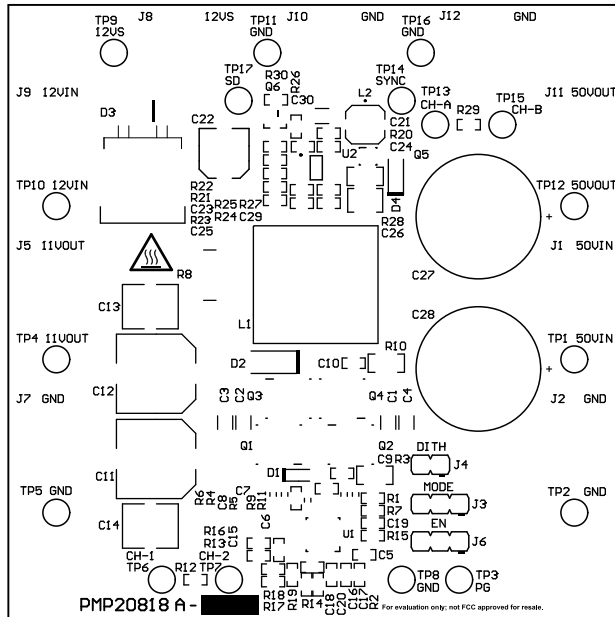 TP9 J8 12VS TP11 J10 GND TP16 J12 GND
12VS GND GND
TP17 R30 R26 TP14
SD Q6 L2 SYNC TP13 TP15
J9 12VIN C30 CH-A R29 CH-B J11 50VOUT
D3 C22 C21
R20
U2 C24 Q5
TP10 12VIN R22 D4 TP12 50VOUT
R21 R25 R27
C23 R24 C29
R23 R28
C25 C26
J5 11VOUT J1 50VIN
R8 C27
C13 L1 C28
TP4 11VOUT R10 TP1 50VIN
D2 C10
C12 C3 C2 Q3 Q4 C1 C4
J7 GND J2 GND
Q1 Q2 DITH
C9 R3 J4
C11 D1 MODE
TP5 GND R6 R4 C8 R5 C7 R9 R11 R1 J3 TP2 GND
R7
C14 C6 C19 EN
R16 C15 U1 R15 J6
R13
CH-1 CH-2 C5
TP6 R12 TP7 TP8 TP3
GND PG
R18 R19 R14 C18 C20 C16 C17 R2
R17
PMP20818 A-
For evaluation only; not FCC approved for resale.